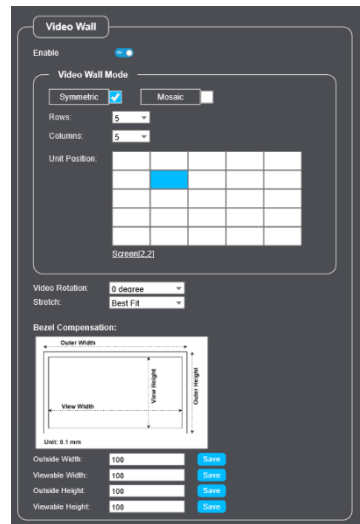 Video Wall
Enable
Video Wall Mode
Symmetric Mosaic
Rows: 5
Columns: 5
Unit Position:
Screen[2,2]
Video Rotation: 0 degree
Stretch: Best Fit
Bezel Compensation:
Outer Width
View Height
Outer Height
View Width
Unit: 0.1 mm
Outside Width: 100 Save
Viewable Width: 100 Save
Outside Height: 100 Save
Viewable Height: 100 Save